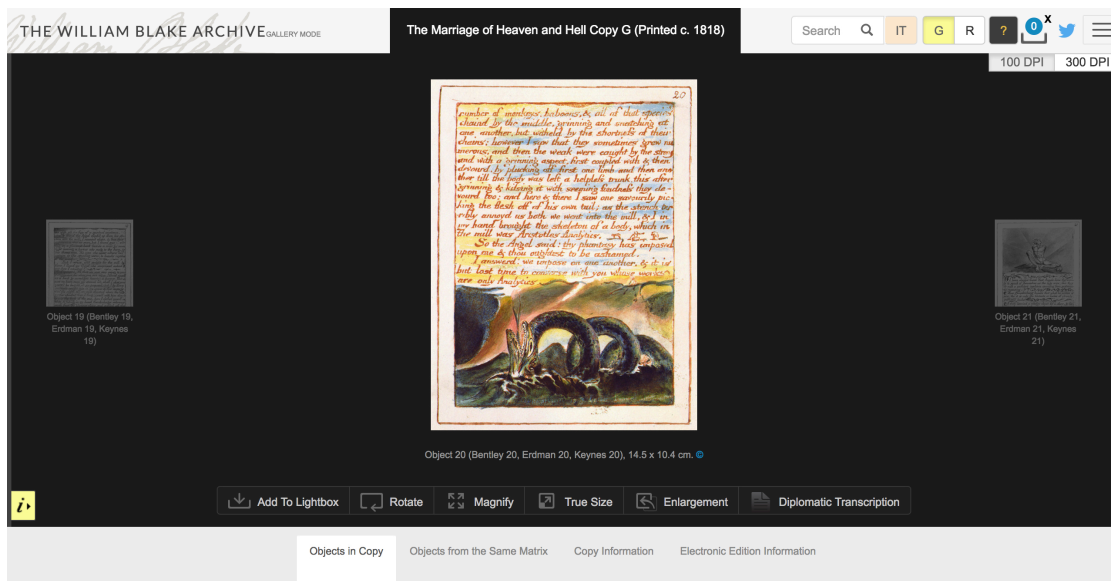 THE WILLIAM BLAKE ARCHIVE GALLERY MODE
The Marriage of Heaven and Hell Copy G (Printed c. 1818)
Search
IT
G
R
?
0
X
100 DPI
300 DPI
20
number of monkeys, baboons, & all of that species
chaind by the middle, grinning and snatching at
one another, but witheld by the shortness of their
chains; however I saw that they sometimes grew nu
merous, and then the weak were caught by the strong
and with a grinning aspect, first coupled with & then
devourd, by plucking off first one limb and then ano
ther till the body was left a helpless trunk, this after
grinning & kissing it with seeming fondness they de-
vourd too; and here & there I saw one savourily pic-
king the flesh off of his own tail; as the stench ter
ribly annoyd us both we went into the mill, & I in
my hand brought the skeleton of a body, which in
the mill was Aristotles Analytics.
So the Angel said: thy phantasy has imposed
upon me & thou oughtest to be ashamed.
I answerd: we impose on one another, & it is
but lost time to converse with you whose works
are only Analytics
Object 19 (Bentley 19,
Erdman 19, Keynes
19)
Object 21 (Bentley 21,
Erdman 21, Keynes
21)
Object 20 (Bentley 20, Erdman 20, Keynes 20), 14.5 x 10.4 cm. ©
i
Add To Lightbox
Rotate
Magnify
True Size
Enlargement
Diplomatic Transcription
Objects in Copy
Objects from the Same Matrix
Copy Information
Electronic Edition Information